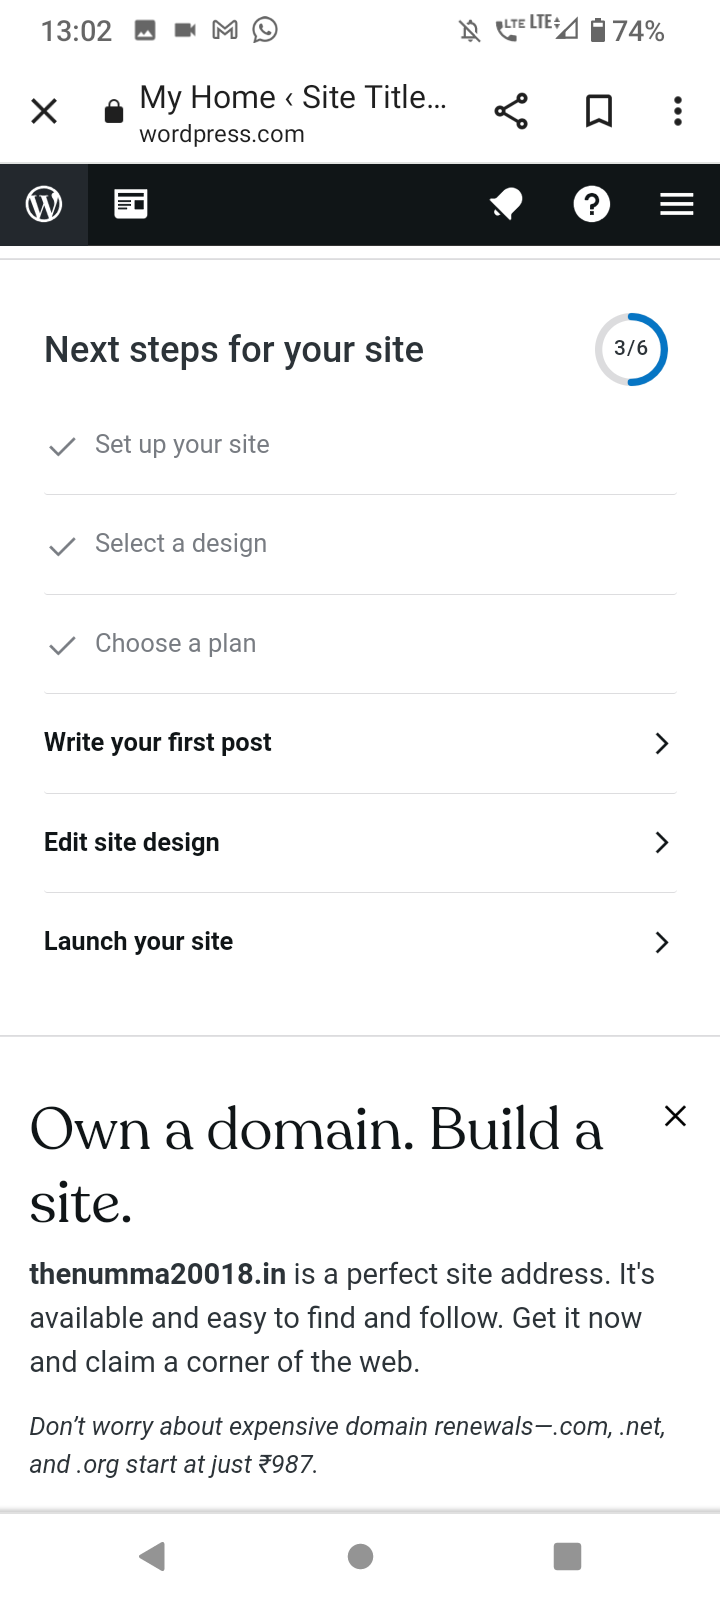 13:02 LTE LTE 74%
My Home ‹ Site Title...
wordpress.com
Next steps for your site
3/6
Set up your site
Select a design
Choose a plan
Write your first post
Edit site design
Launch your site
Own a domain. Build a
site.
thenumma20018.in is a perfect site address. It's
available and easy to find and follow. Get it now
and claim a corner of the web.
Don’t worry about expensive domain renewals—.com, .net,
and .org start at just ₹987.